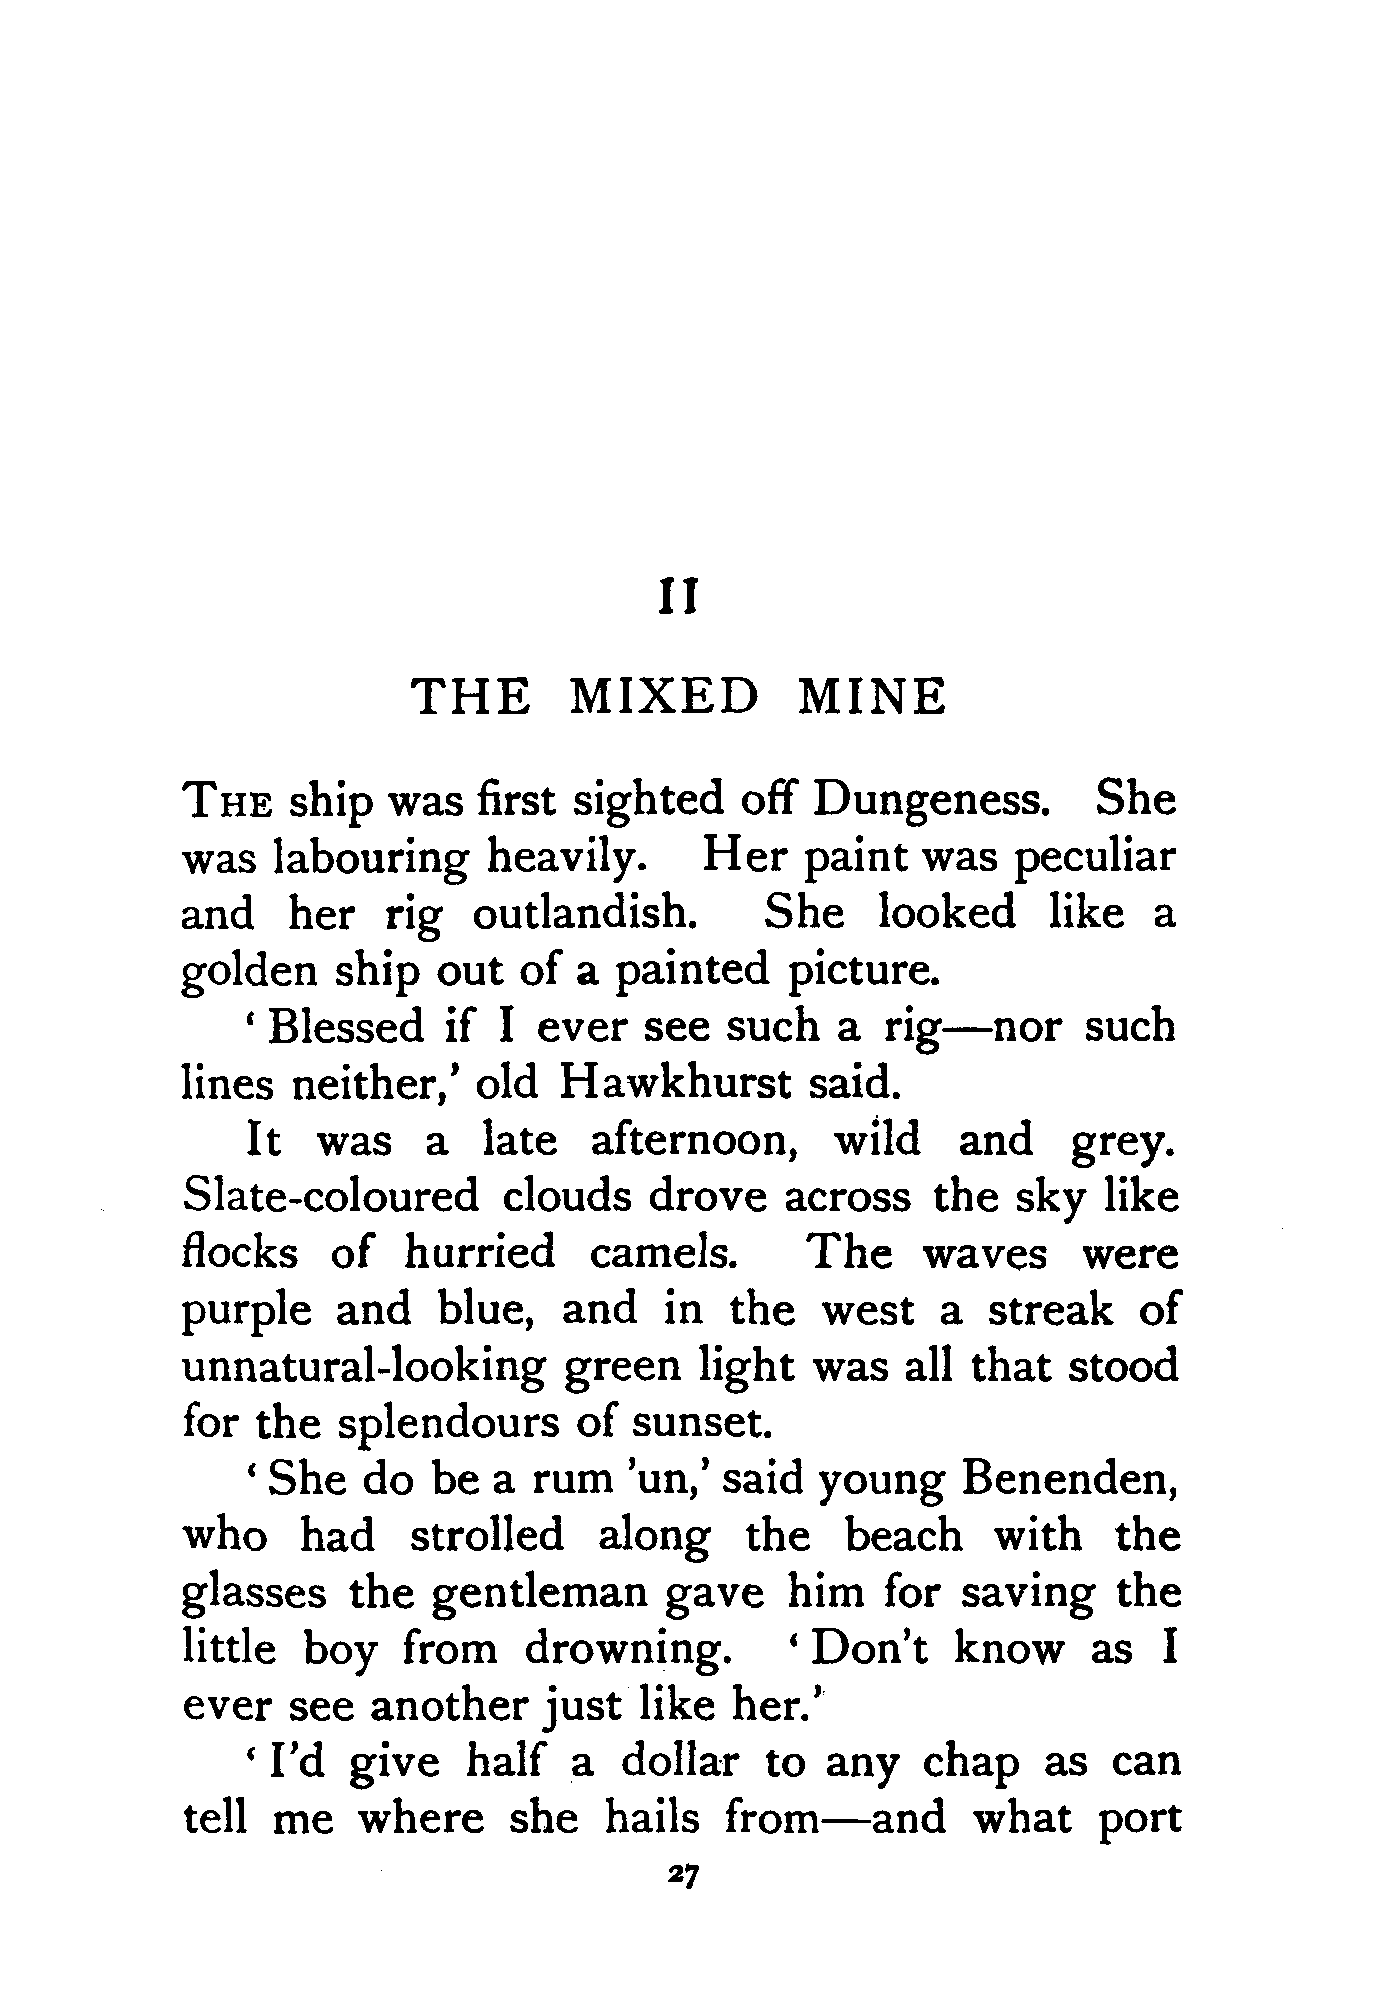 II
THE MIXED MINE
THE ship was first sighted off Dungeness. She
was labouring heavily. Her paint was peculiar
and her rig outlandish. She looked like a
golden ship out of a painted picture.
‘Blessed if I ever see such a rig—nor such
lines neither,’ old Hawkhurst said.
It was a late afternoon, wild and grey.
Slate-coloured clouds drove across the sky like
flocks of hurried camels. The waves were
purple and blue, and in the west a streak of
unnatural-looking green light was all that stood
for the splendours of sunset.
‘She do be a rum ’un,’ said young Benenden,
who had strolled along the beach with the
glasses the gentleman gave him for saving the
little boy from drowning. ‘Don’t know as I
ever see another just like her.’
‘I’d give half a dollar to any chap as can
tell me where she hails from—and what port
27